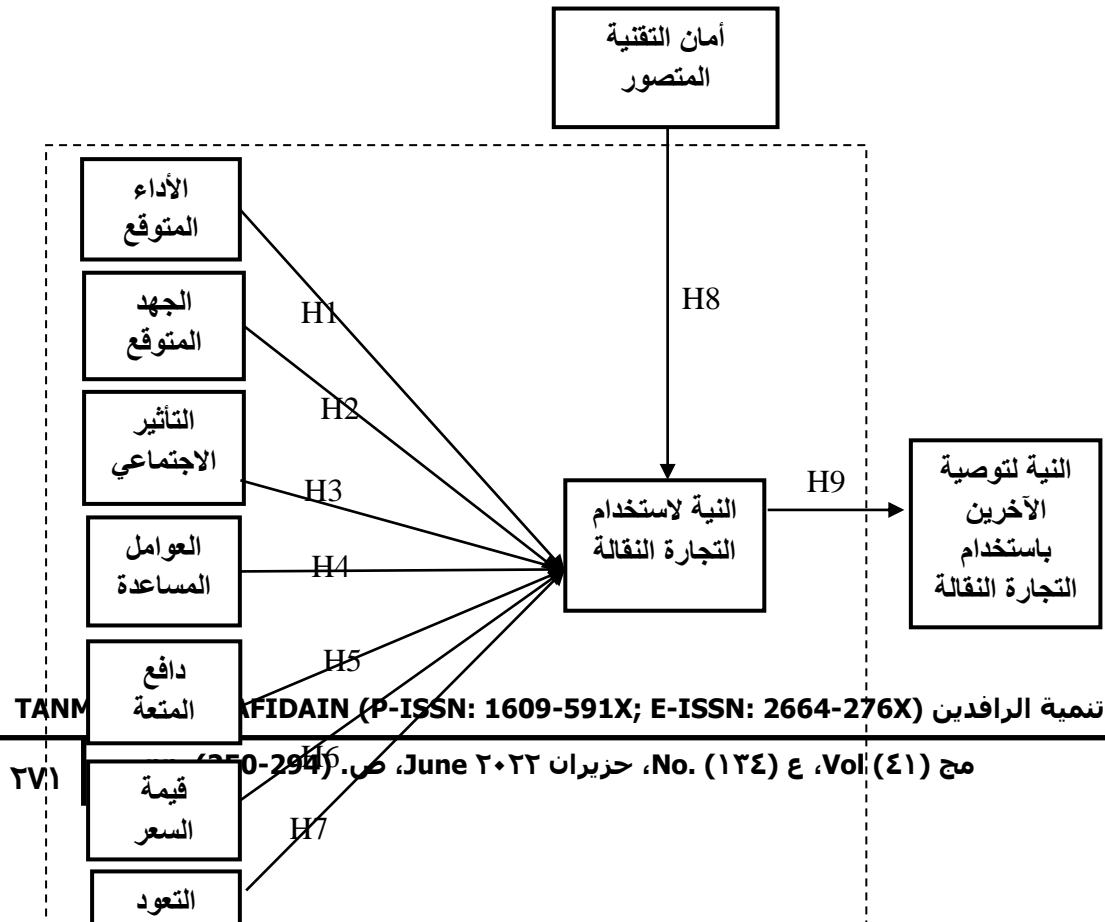 أمان التقنية
المتصور
الأداء
المتوقع
الجهد
المتوقع
التأثير
الاجتماعي
العوامل
المساعدة
دافع
المتعة
قيمة
السعر
التعود
H1
H2
H3
H4
H5
H6
H7
H8
النية لاستخدام
التجارة النقالة
H9
النية لتوصية
الآخرين
باستخدام
التجارة النقالة
تنمية الرافدين (P-ISSN: 1609-591X; E-ISSN: 2664-276X)
مج (٤١) Vol، ع (١٣٤) No.، حزيران ٢٠٢٢ June، ص.
٢٧١